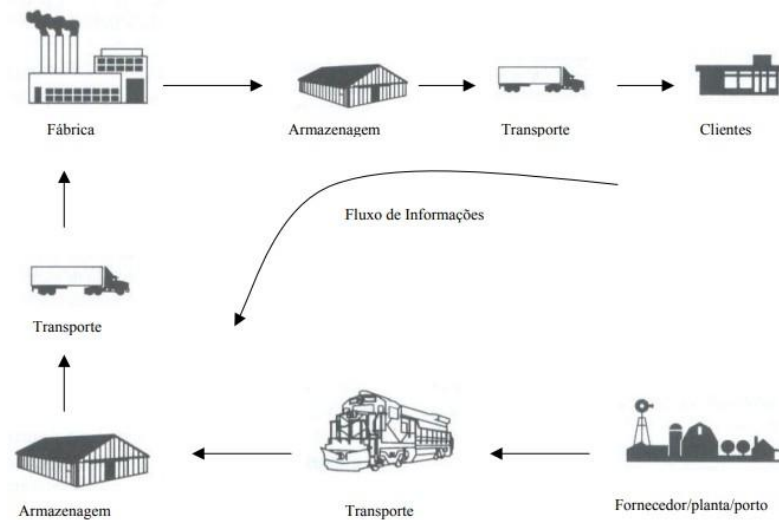 Fábrica
Armazenagem
Transporte
Clientes
Fluxo de Informações
Transporte
Armazenagem
Transporte
Fornecedor/planta/porto